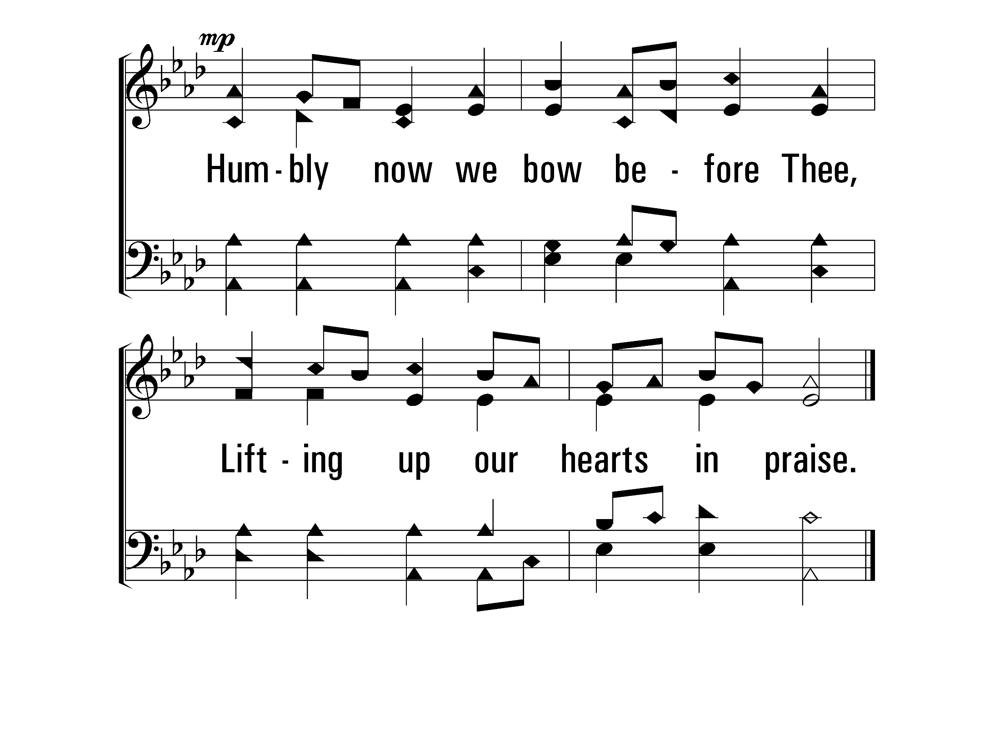 mp
Hum - bly now we bow be - fore Thee,
Lift - ing up our hearts in praise.